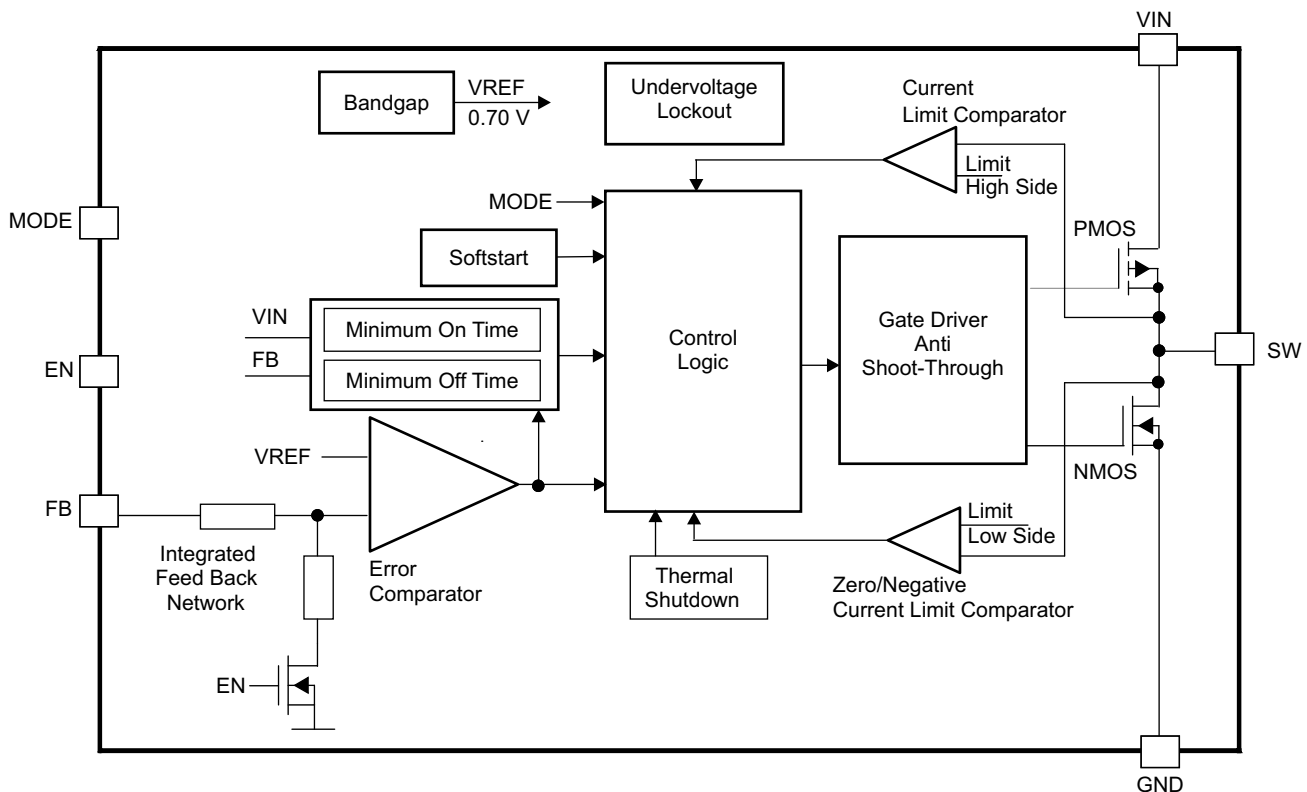 VIN
Bandgap
VREF
0.70 V
Undervoltage
Lockout
Current
Limit Comparator
Limit
High Side
MODE
MODE
PMOS
Softstart
VIN
FB
Minimum On Time
Minimum Off Time
Control
Logic
Gate Driver
Anti
Shoot-Through
SW
EN
VREF
NMOS
FB
Integrated
Feed Back
Network
Error
Comparator
Thermal
Shutdown
Limit
Low Side
Zero/Negative
Current Limit Comparator
EN
GND